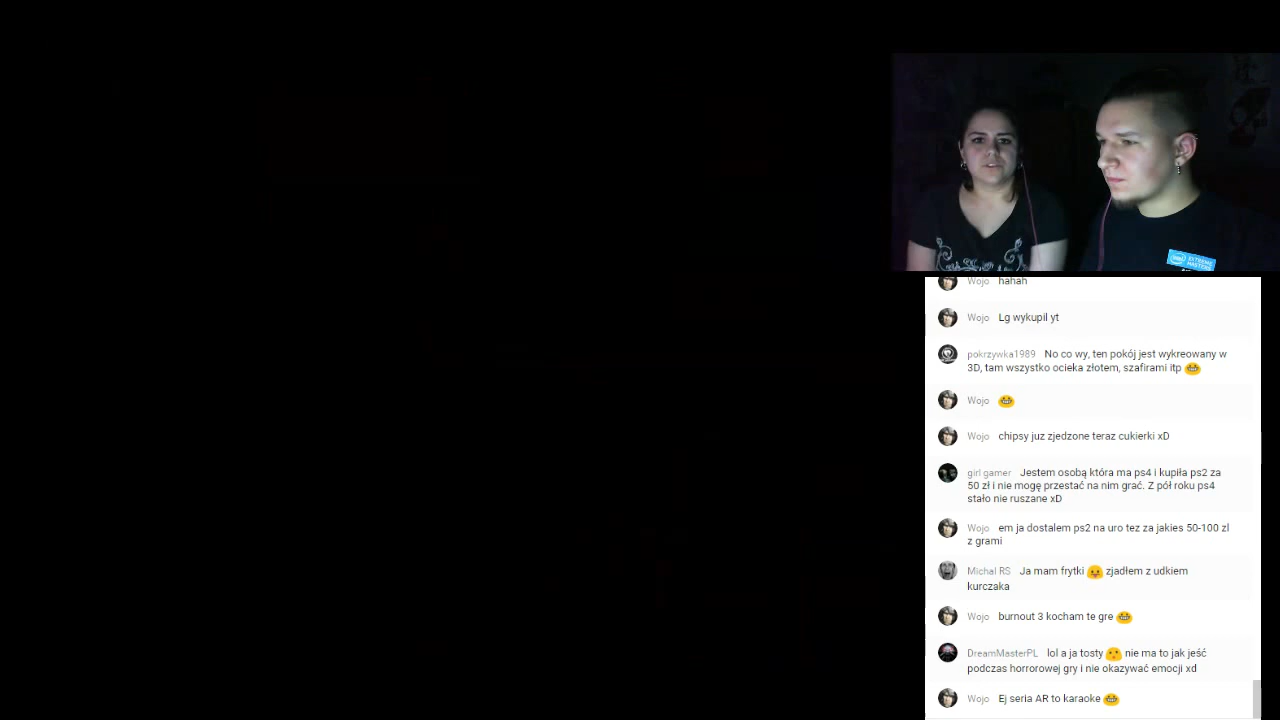 EXTREME
MASTERS
Wojo hahah
Wojo Lg wykupil yt
pokrzywka1989 No co wy, ten pokój jest wykreowany w
3D, tam wszystko ocieka złotem, szafirami itp
Wojo
Wojo chipsy juz zjedzone teraz cukierki xD
girl gamer Jestem osobą która ma ps4 i kupiła ps2 za
50 zł i nie mogę przestać na nim grać. Z pół roku ps4
stało nie ruszane xD
Wojo em ja dostalem ps2 na uro tez za jakies 50-100 zl
z grami
Michal RS Ja mam frytki zjadłem z udkiem
kurczaka
Wojo burnout 3 kocham te gre
DreamMasterPL lol a ja tosty nie ma to jak jeść
podczas horrorowej gry i nie okazywać emocji xd
Wojo Ej seria AR to karaoke